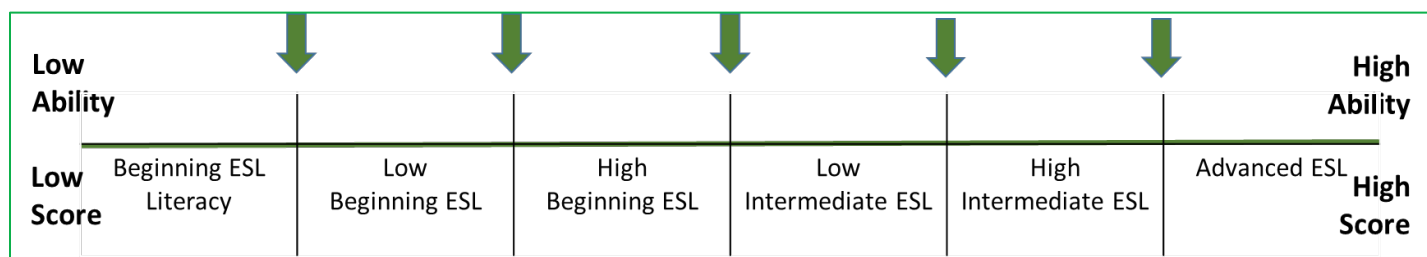 Low
Ability
High
Ability
Low
Score
Beginning ESL
Literacy
Low
Beginning ESL
High
Beginning ESL
Low
Intermediate ESL
High
Intermediate ESL
Advanced ESL
High
Score